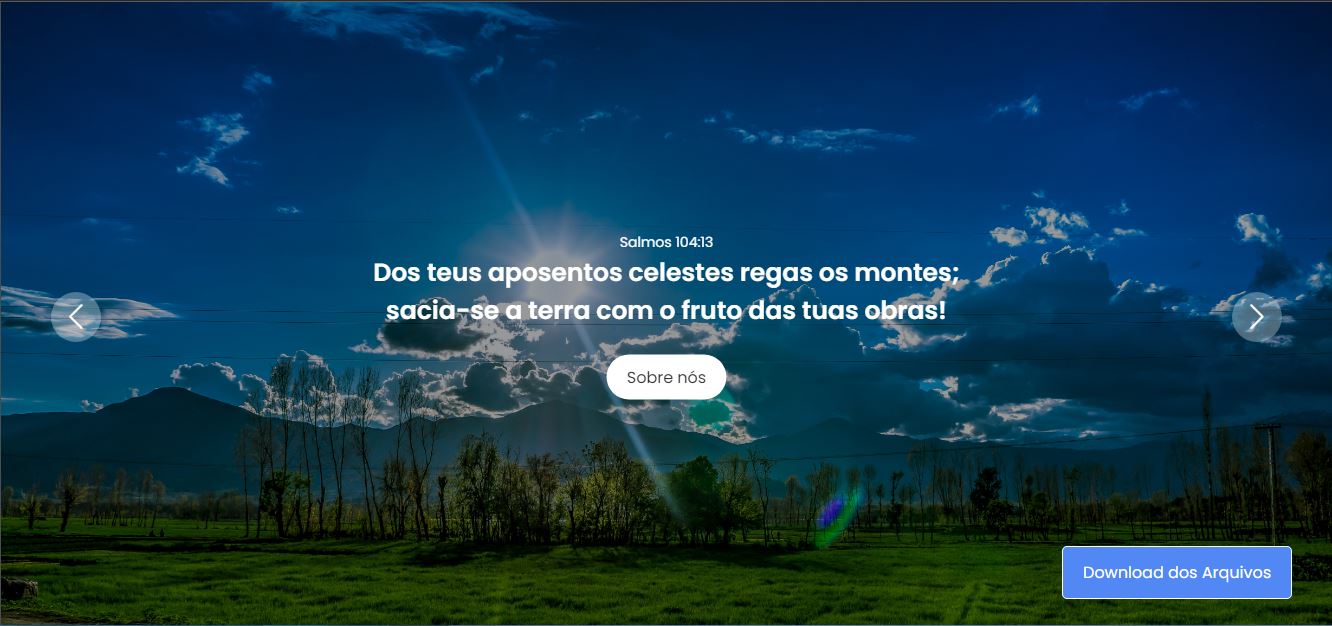 Salmos 104:13
Dos teus aposentos celestes regas os montes;
sacia-se a terra com o fruto das tuas obras!
Sobre nós
Download dos Arquivos